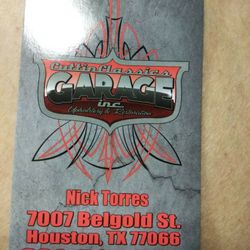 Cuttin Classics
GARAGE
inc.
Upholstery & Restoration
Nick Torres
7007 Belgold St.
Houston, TX 77066